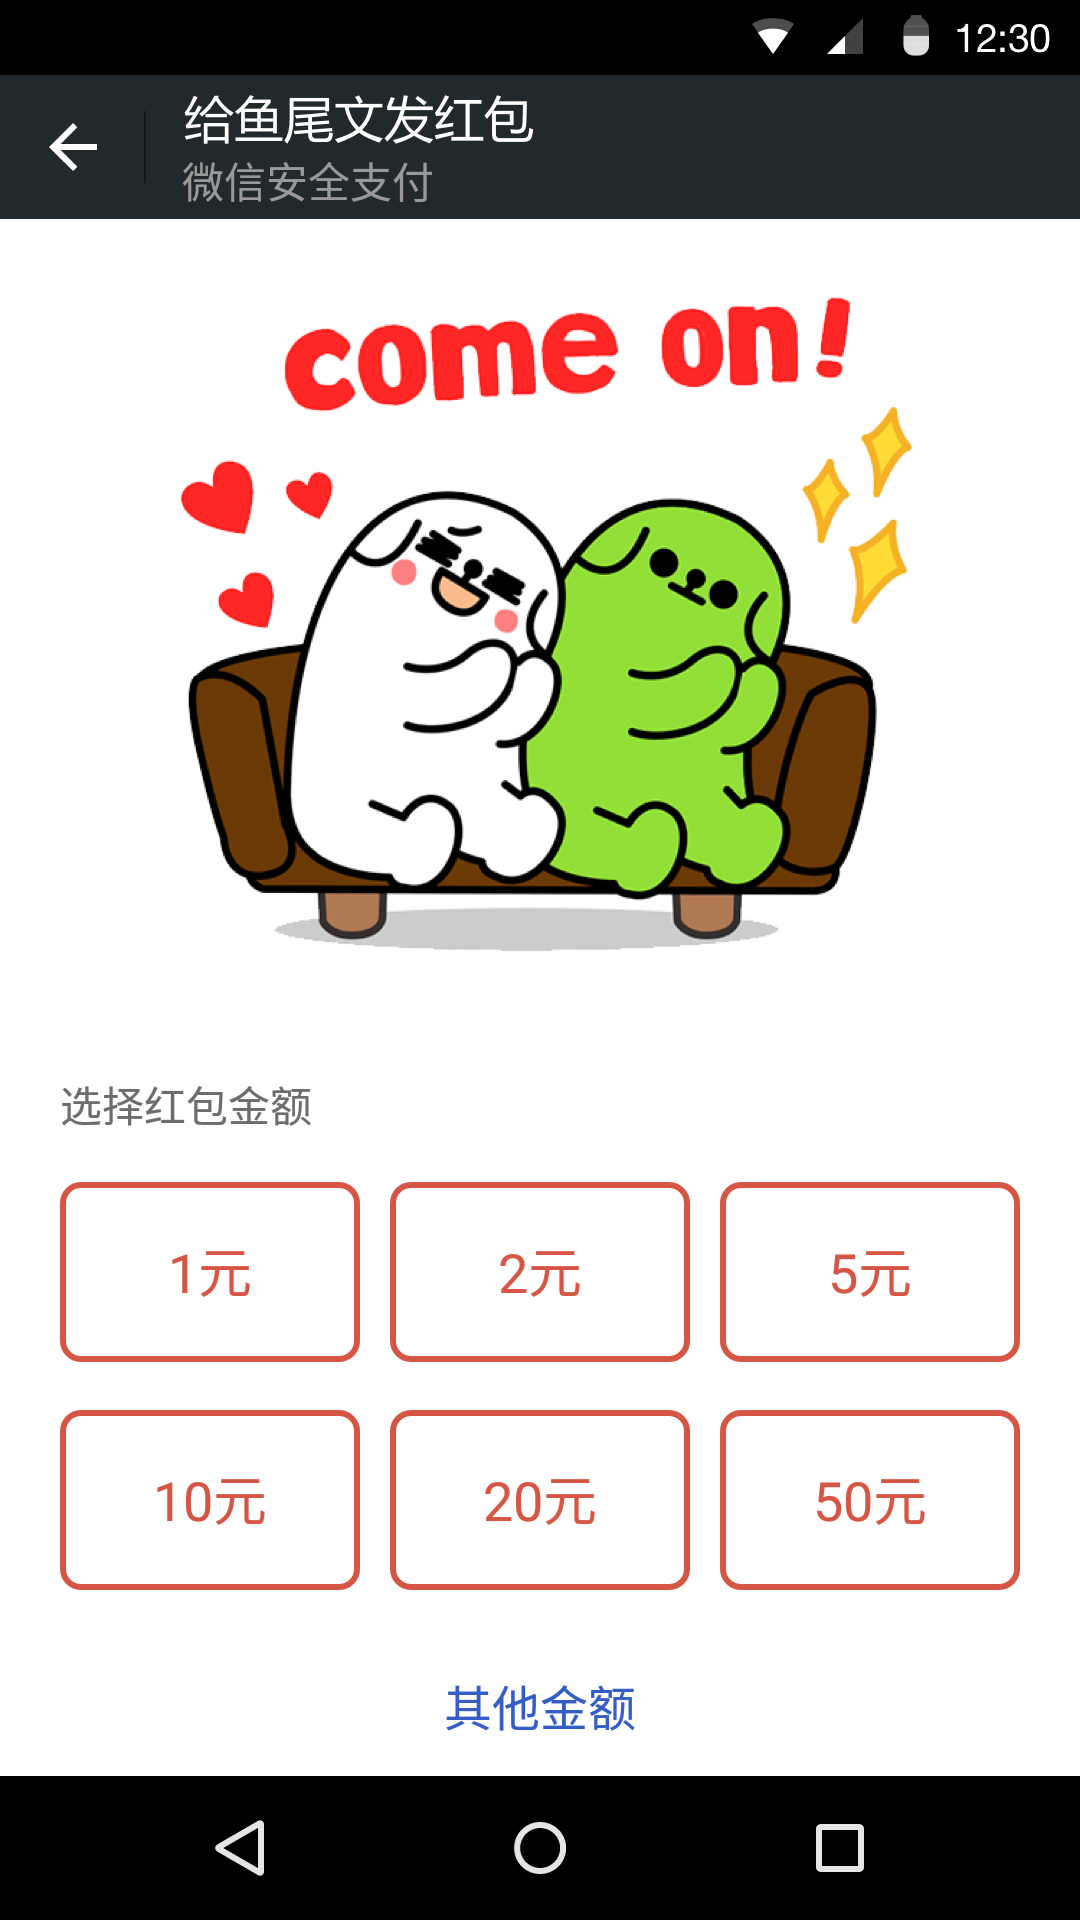 12:30
给鱼尾文发红包
微信安全支付
come on!
选择红包金额
1元
2元
5元
10元
20元
50元
其他金额